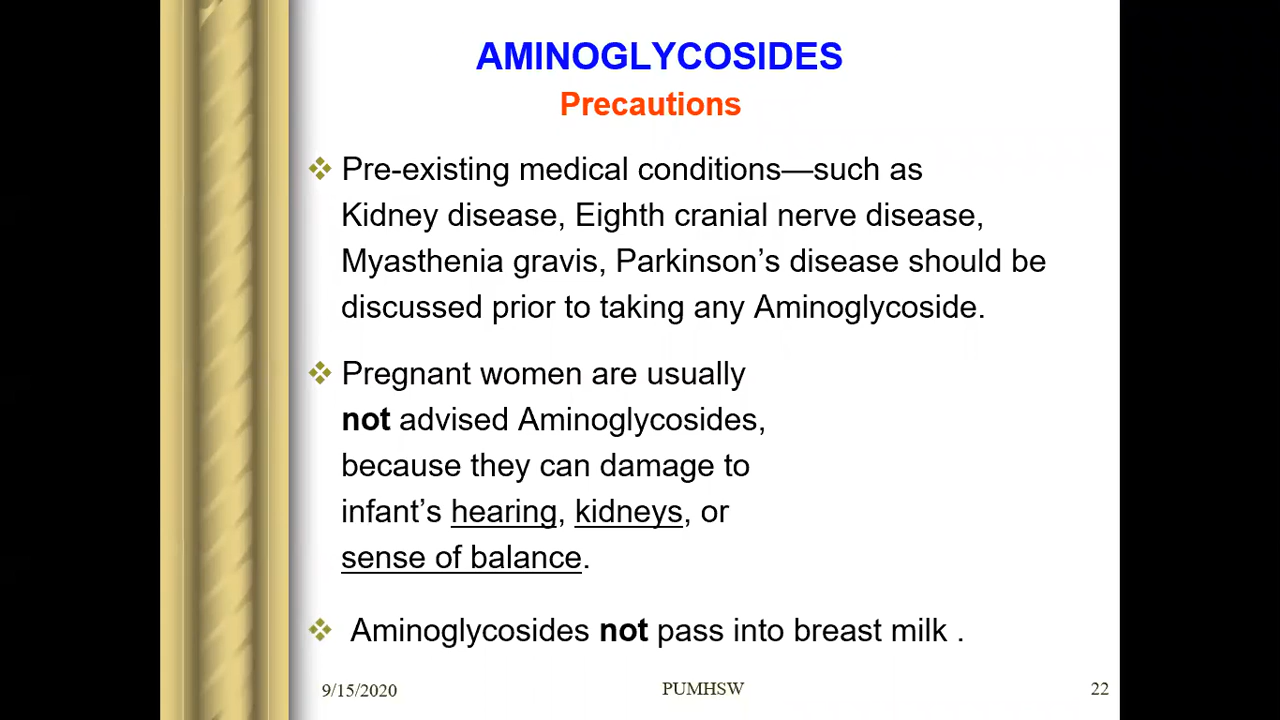 AMINOGLYCOSIDES
Precautions
Pre-existing medical conditions—such as
Kidney disease, Eighth cranial nerve disease,
Myasthenia gravis, Parkinson’s disease should be
discussed prior to taking any Aminoglycoside.
Pregnant women are usually
not advised Aminoglycosides,
because they can damage to
infant’s hearing, kidneys, or
sense of balance.
Aminoglycosides not pass into breast milk .
9/15/2020 PUMHSW 22